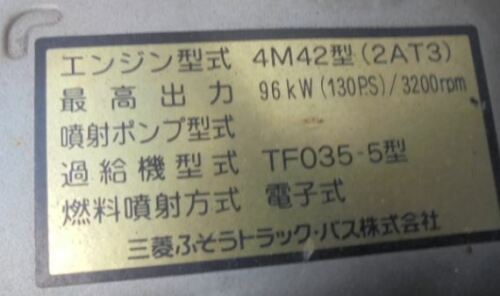 エンジン型式 4M42型(2AT3)
最高出力 96kW(130PS)/3200rpm
噴射ポンプ型式
過給機型式 TF035-5型
燃料噴射方式 電子式
三菱ふそうトラック・バス株式会社